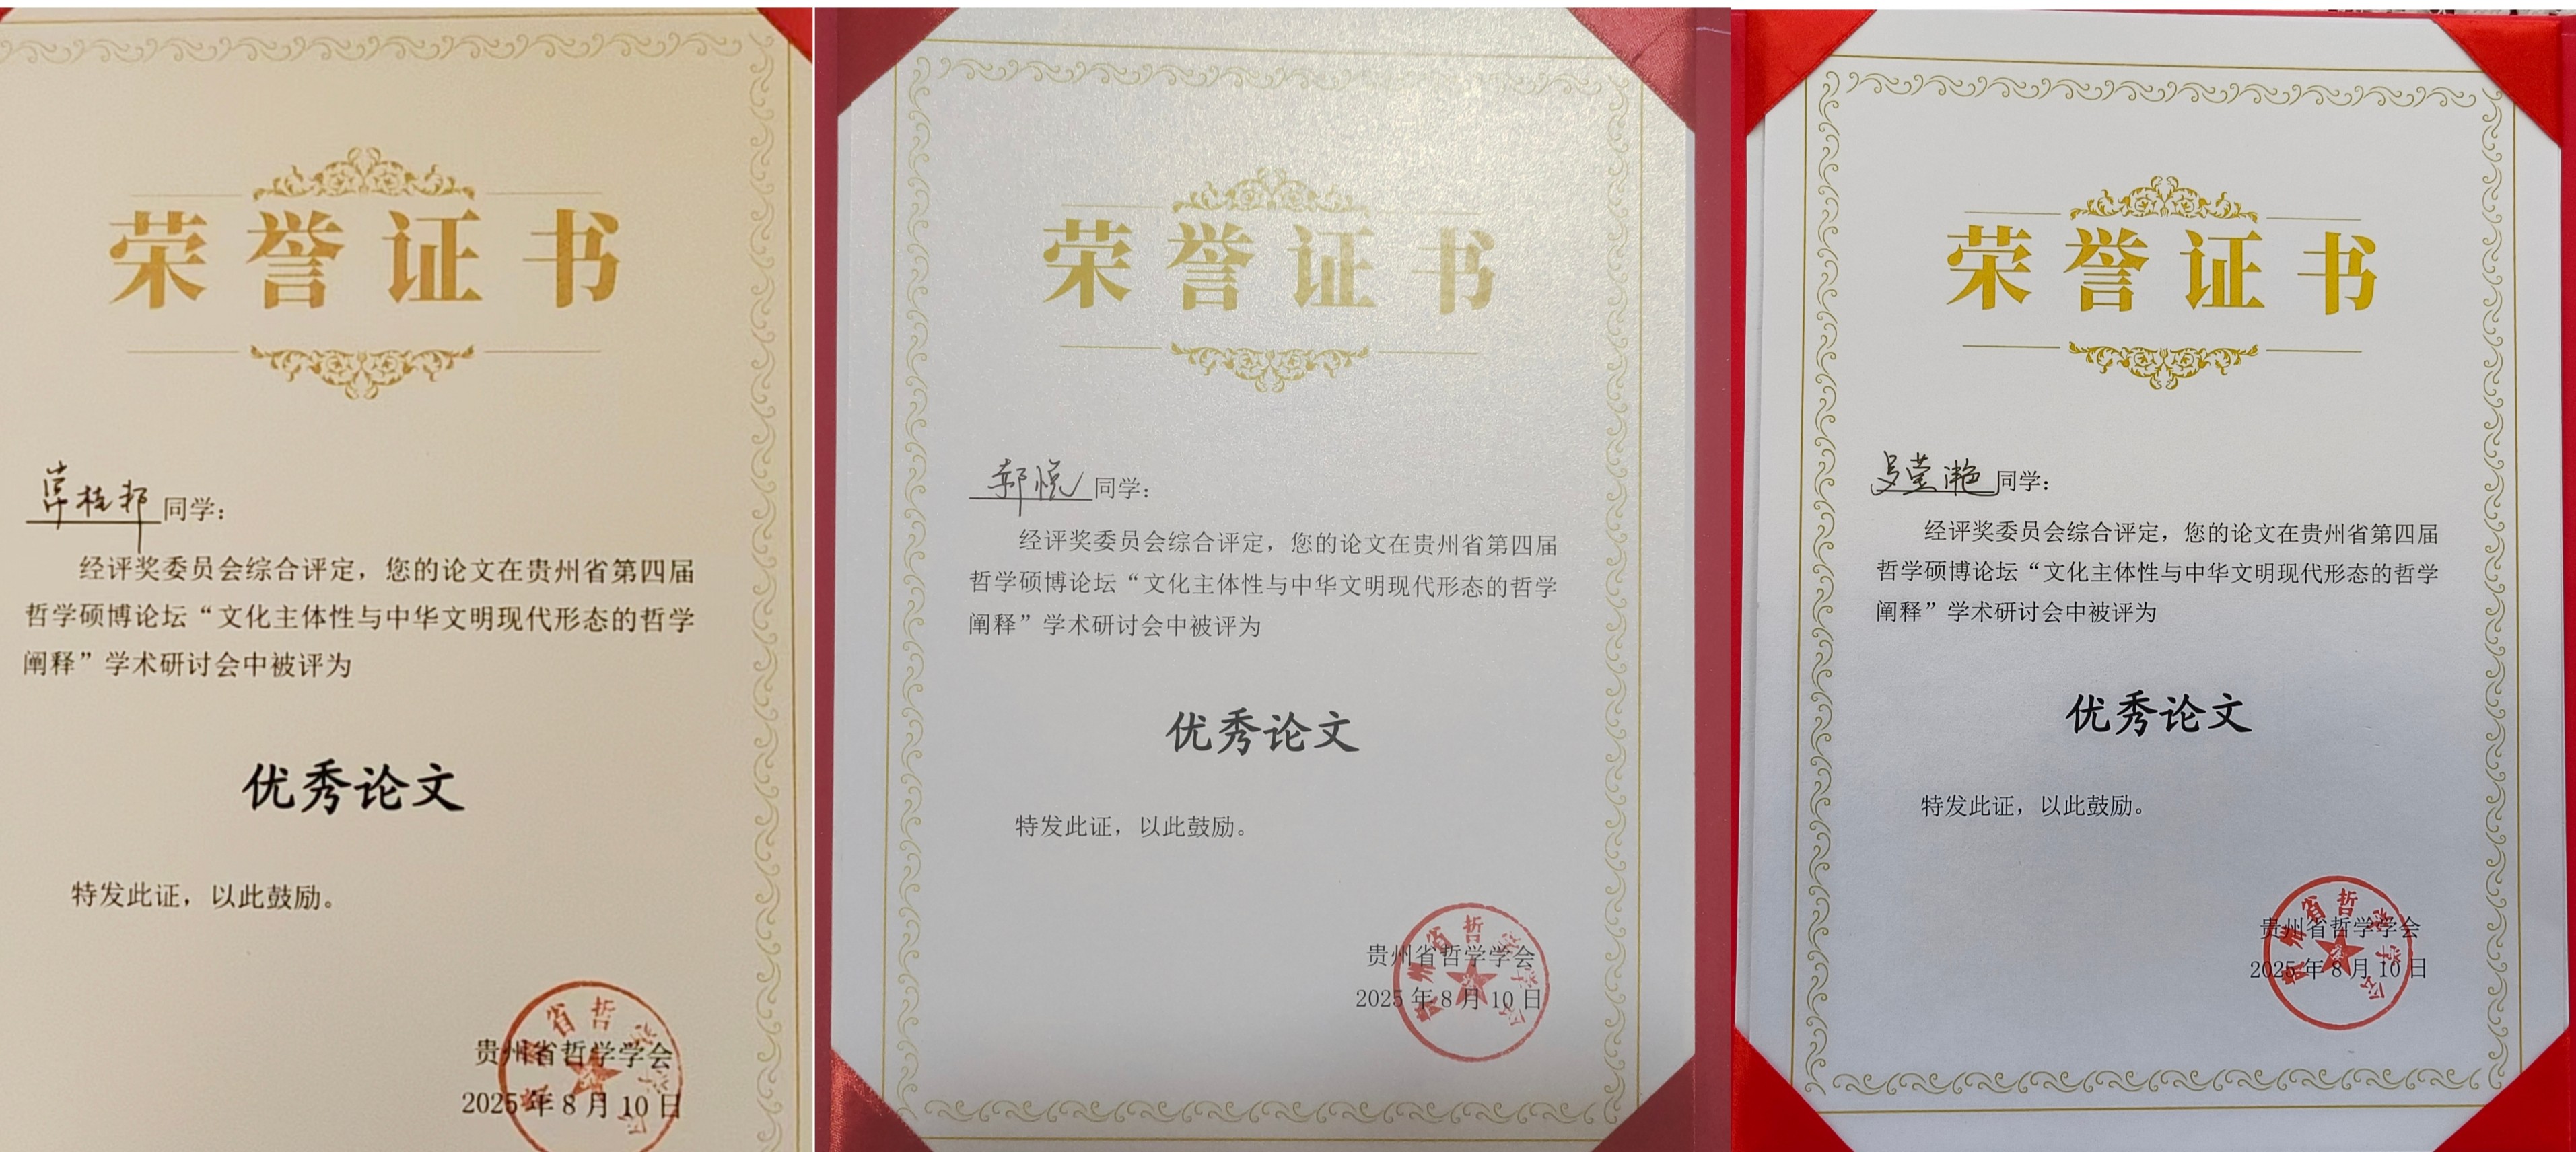 荣誉证书
同学：
经评奖委员会综合评定，您的论文在贵州省第四届
哲学硕博论坛“文化主体性与中华文明现代形态的哲学
阐释”学术研讨会中被评为
优秀论文
特发此证，以此鼓励。
贵州省哲学学会
2025年8月10日
荣誉证书
郭悦同学：
经评奖委员会综合评定，您的论文在贵州省第四届
哲学硕博论坛“文化主体性与中华文明现代形态的哲学
阐释”学术研讨会中被评为
优秀论文
特发此证，以此鼓励。
贵州省哲学学会
2025年8月10日
荣誉证书
同学：
经评奖委员会综合评定，您的论文在贵州省第四届
哲学硕博论坛“文化主体性与中华文明现代形态的哲学
阐释”学术研讨会中被评为
优秀论文
特发此证，以此鼓励。
贵州省哲学学会
2025年8月10日